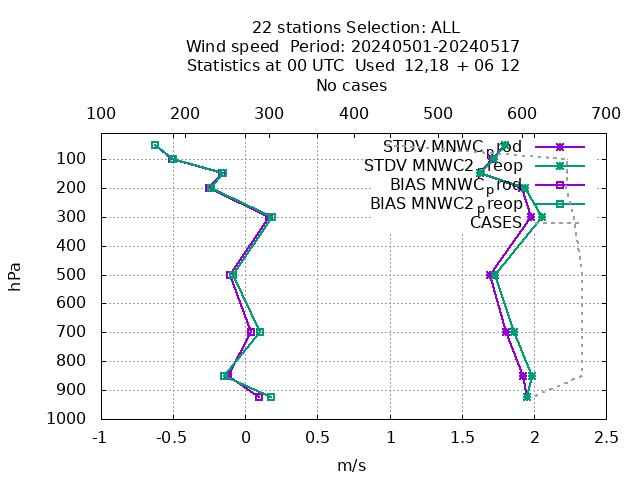 22 stations Selection: ALL
Wind speed  Period: 20240501-20240517
Statistics at 00 UTC  Used  12,18 + 06 12
No cases
100 200 300 400 500 600 700
STDV MNWC_prod
STDV MNWC2_preop
BIAS MNWC_prod
BIAS MNWC2_preop
CASES
hPa
100
200
300
400
500
600
700
800
900
1000
-1 -0.5 0 0.5 1 1.5 2 2.5
m/s